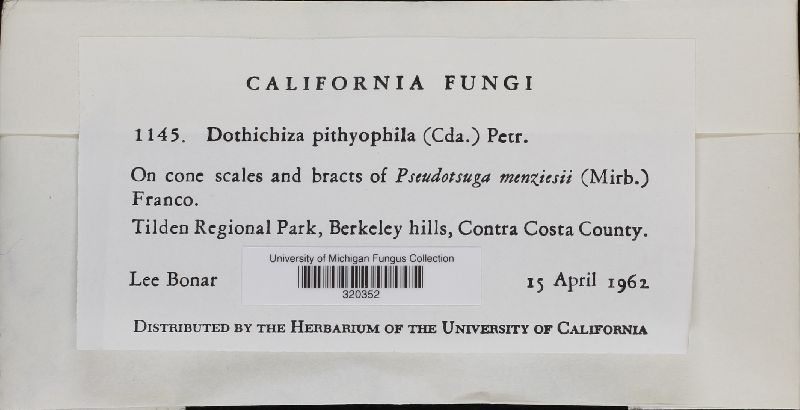 CALIFORNIA FUNGI
1145. Dothichiza pithyophila (Cda.) Petr.
On cone scales and bracts of Pseudotsuga menziesii (Mirb.)
Franco.
Tilden Regional Park, Berkeley hills, Contra Costa County.
University of Michigan Fungus Collection
320352
Lee Bonar 15 April 1962
DISTRIBUTED BY THE HERBARIUM OF THE UNIVERSITY OF CALIFORNIA